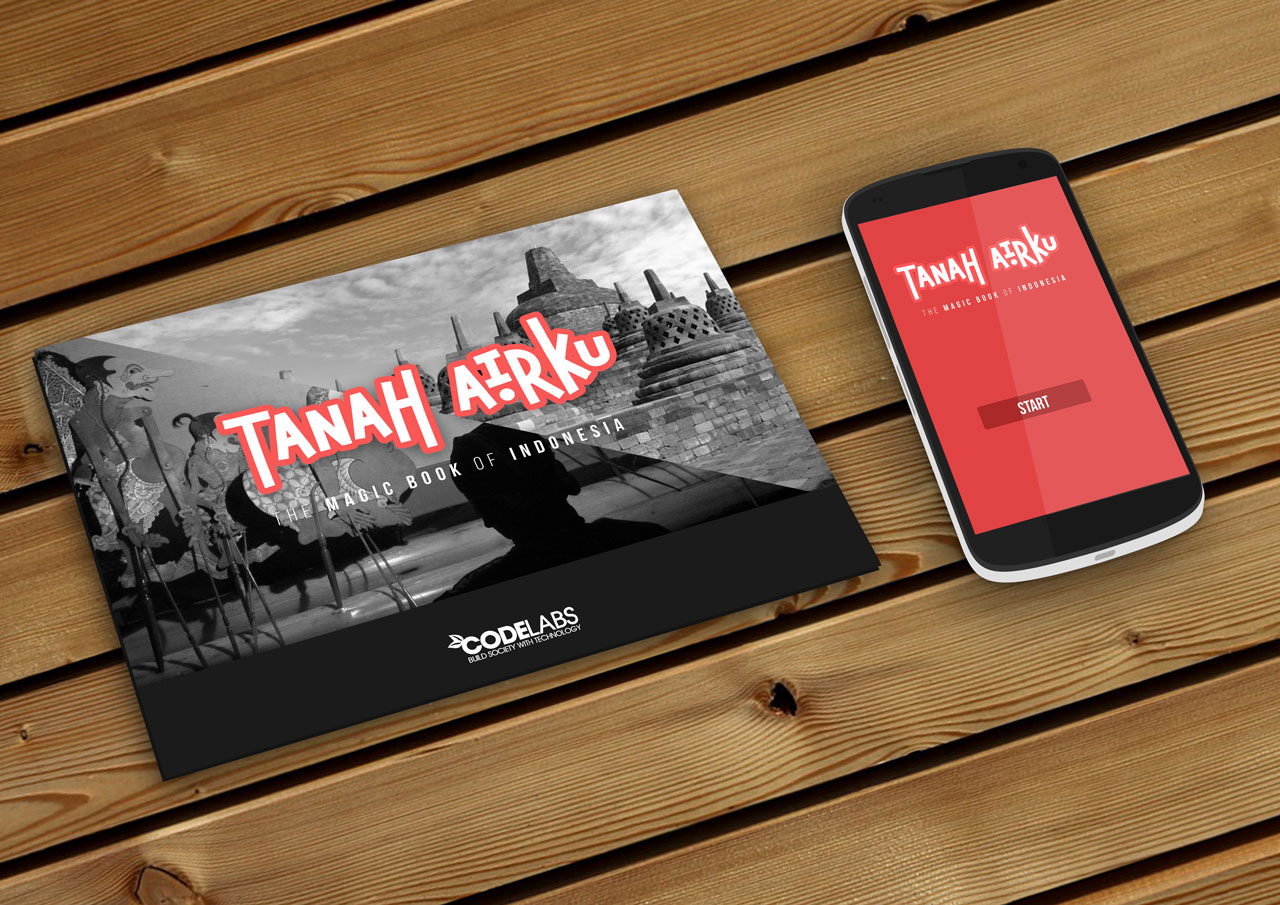 TANAH AIRKU
THE MAGIC BOOK OF INDONESIA
CODELABS
BUILD SOCIETY WITH TECHNOLOGY
TANAH AIRKU
THE MAGIC BOOK OF INDONESIA
START